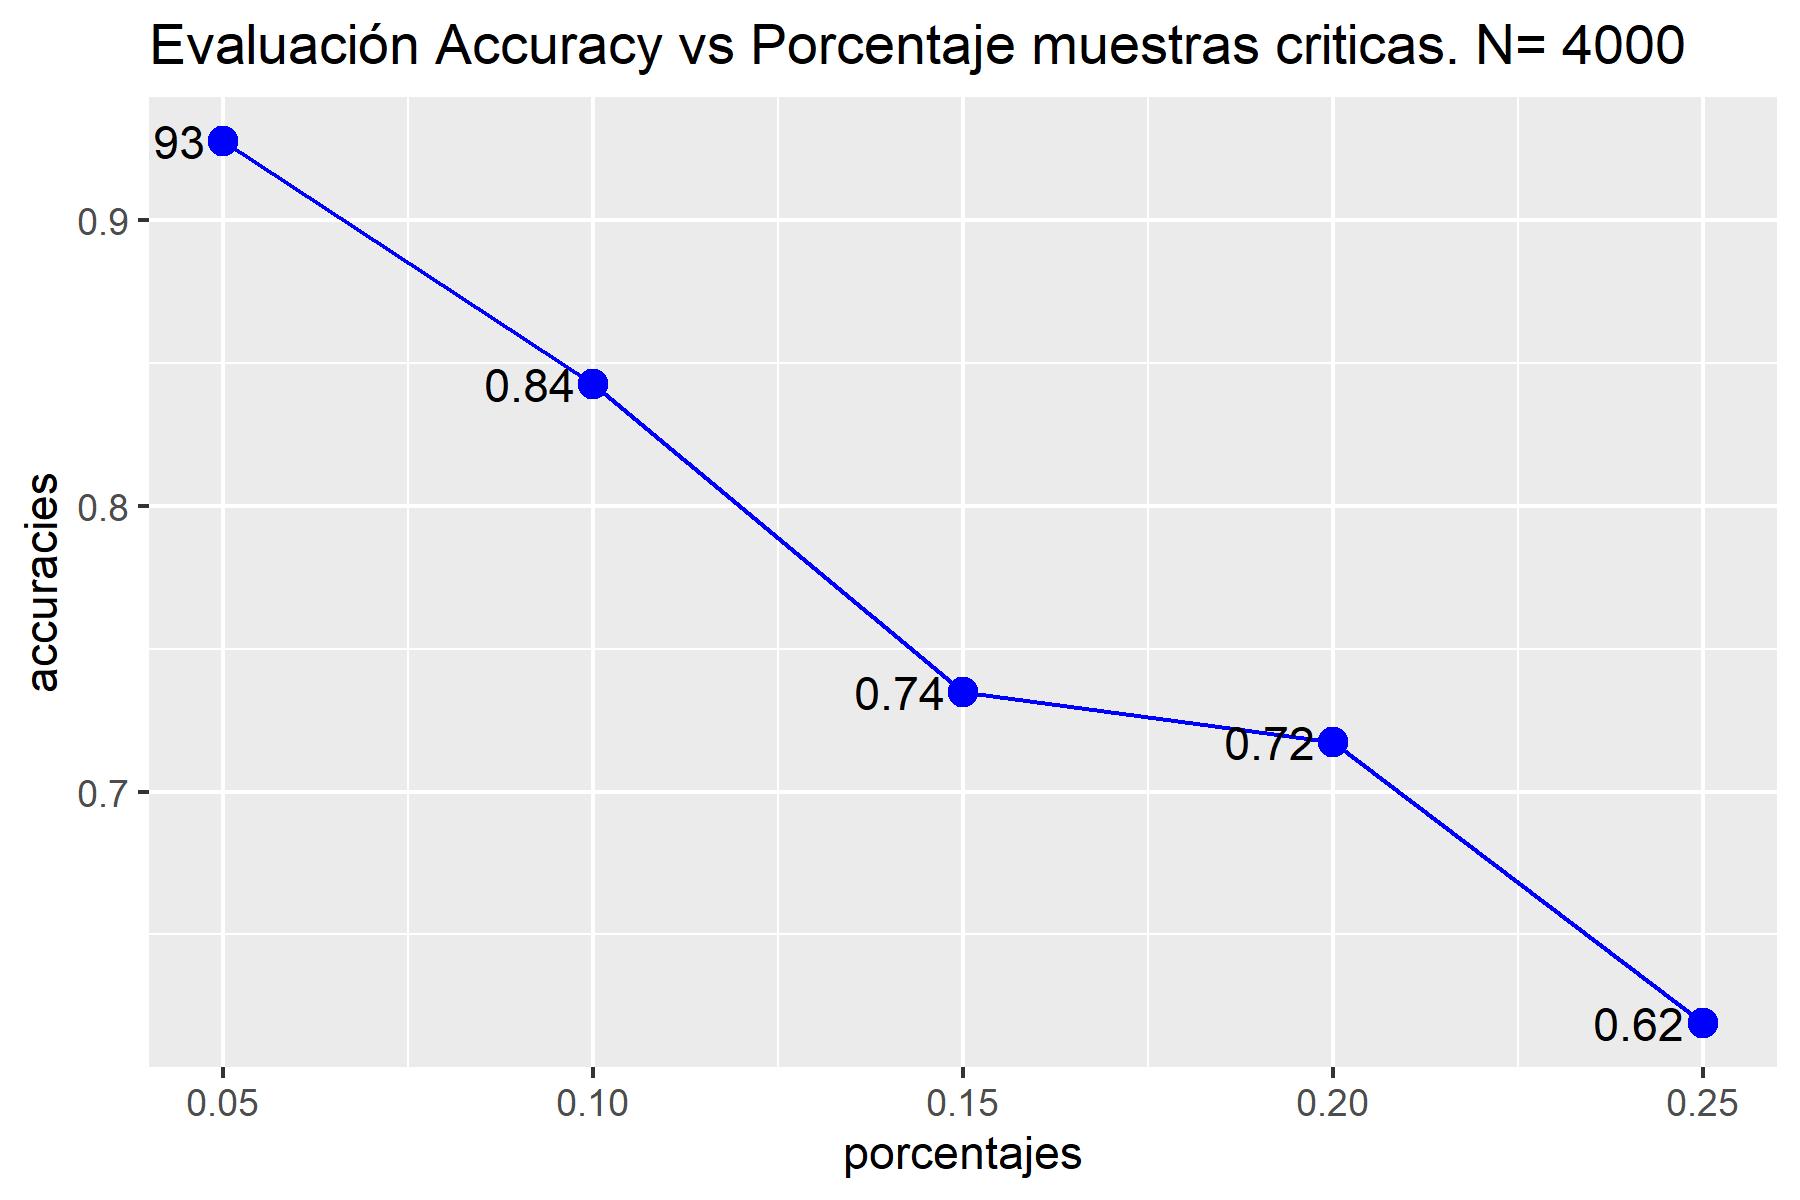 Evaluación Accuracy vs Porcentaje muestras criticas. N= 4000
93
0.9
0.84
0.8
accuracies
0.74
0.72
0.7
0.62
0.05 0.10 0.15 0.20 0.25
porcentajes